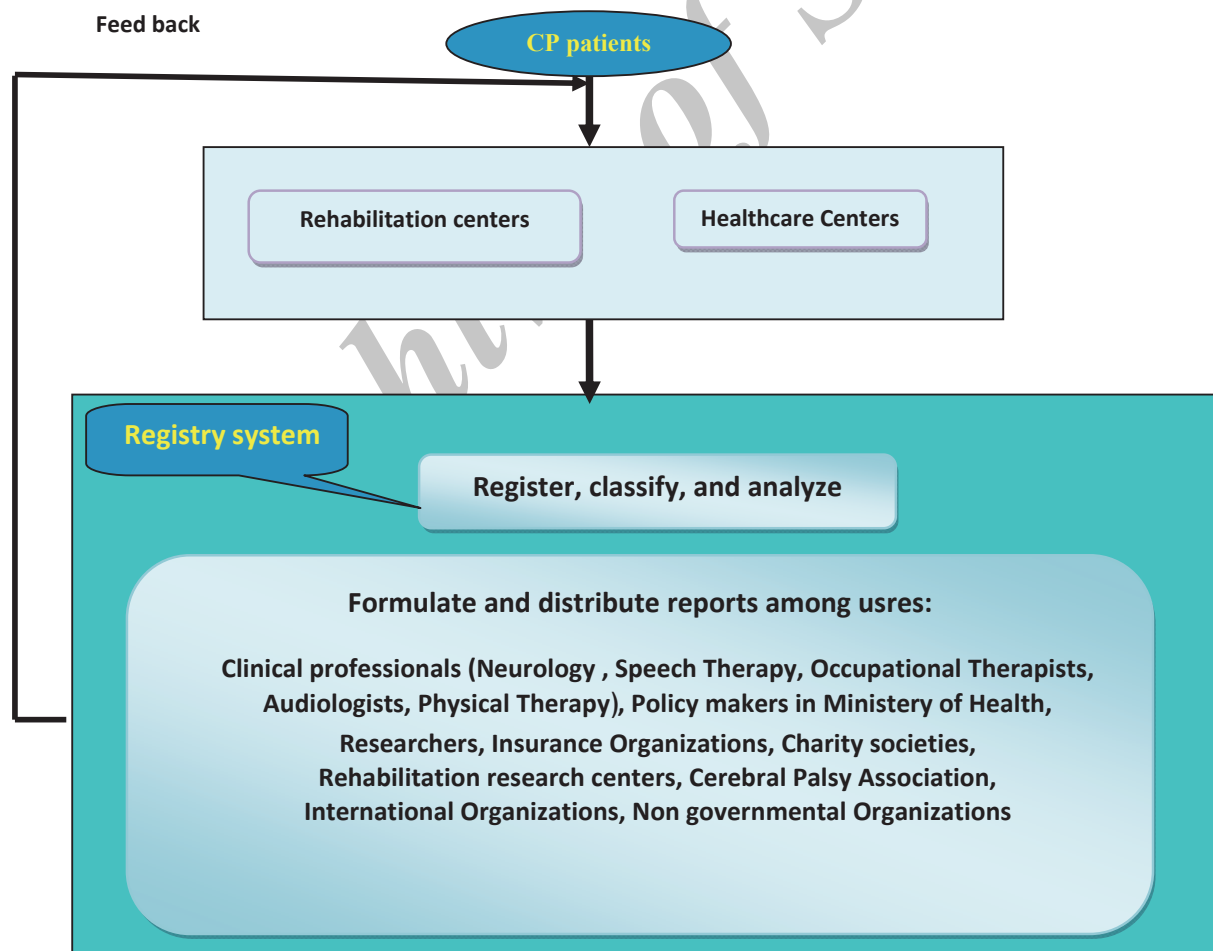 Feed back
CP patients
Rehabilitation centers
Healthcare Centers
Registry system
Register, classify, and analyze
Formulate and distribute reports among usres:
Clinical professionals (Neurology , Speech Therapy, Occupational Therapists,
Audiologists, Physical Therapy), Policy makers in Ministery of Health,
Researchers, Insurance Organizations, Charity societies,
Rehabilitation research centers, Cerebral Palsy Association,
International Organizations, Non governmental Organizations